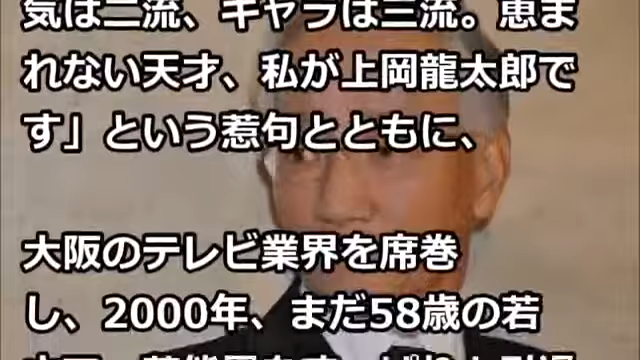 気は二流、ギャラは三流。恵ま
れない天才、私が上岡龍太郎で
す」という惹句とともに、
大阪のテレビ業界を席巻
し、2000年、まだ58歳の若